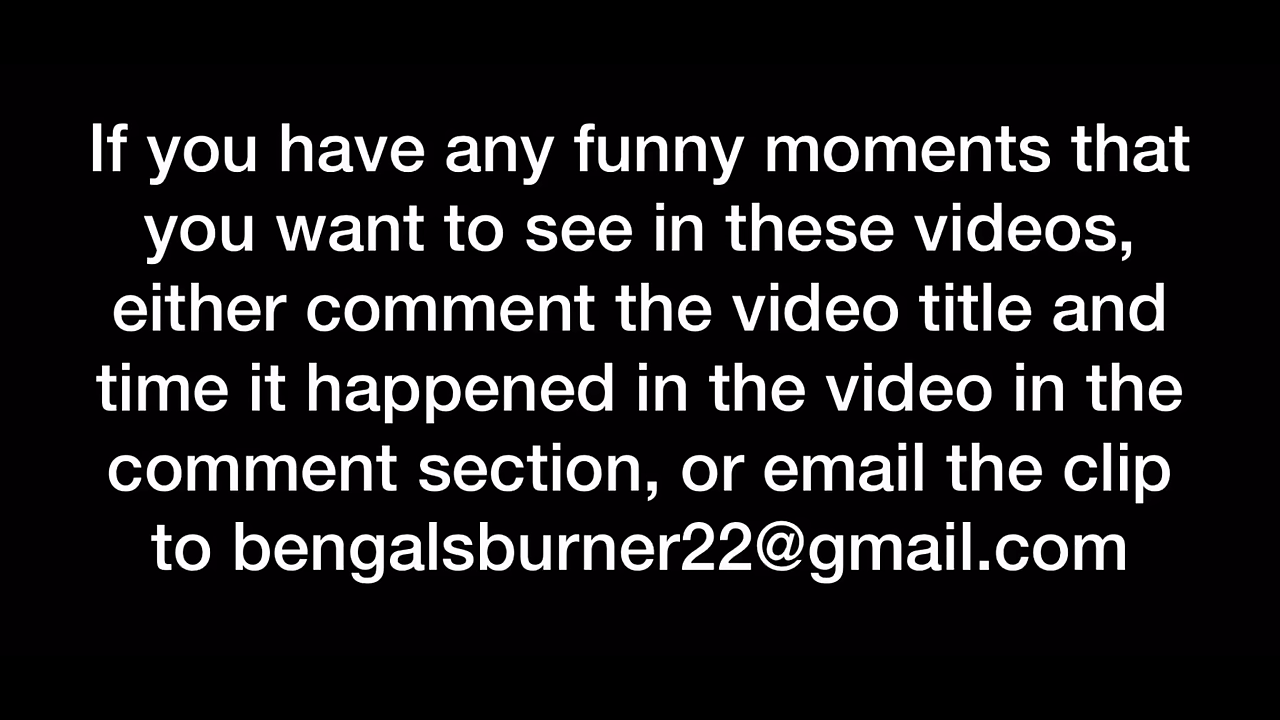 If you have any funny moments that
you want to see in these videos,
either comment the video title and
time it happened in the video in the
comment section, or email the clip
to bengalsburner22@gmail.com